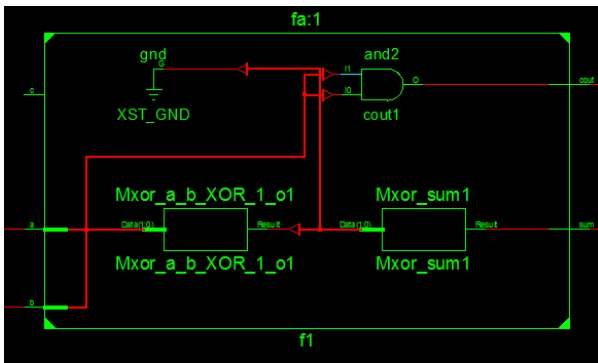 fa:1
gnd
G
XST_GND
and2
I1
I0
O
cout1
cout
c
Mxor_a_b_XOR_1_o1
Mxor_sum1
a
Data(1:0)
Result
Data(1:0)
Result
sum
Mxor_a_b_XOR_1_o1
Mxor_sum1
b
f1